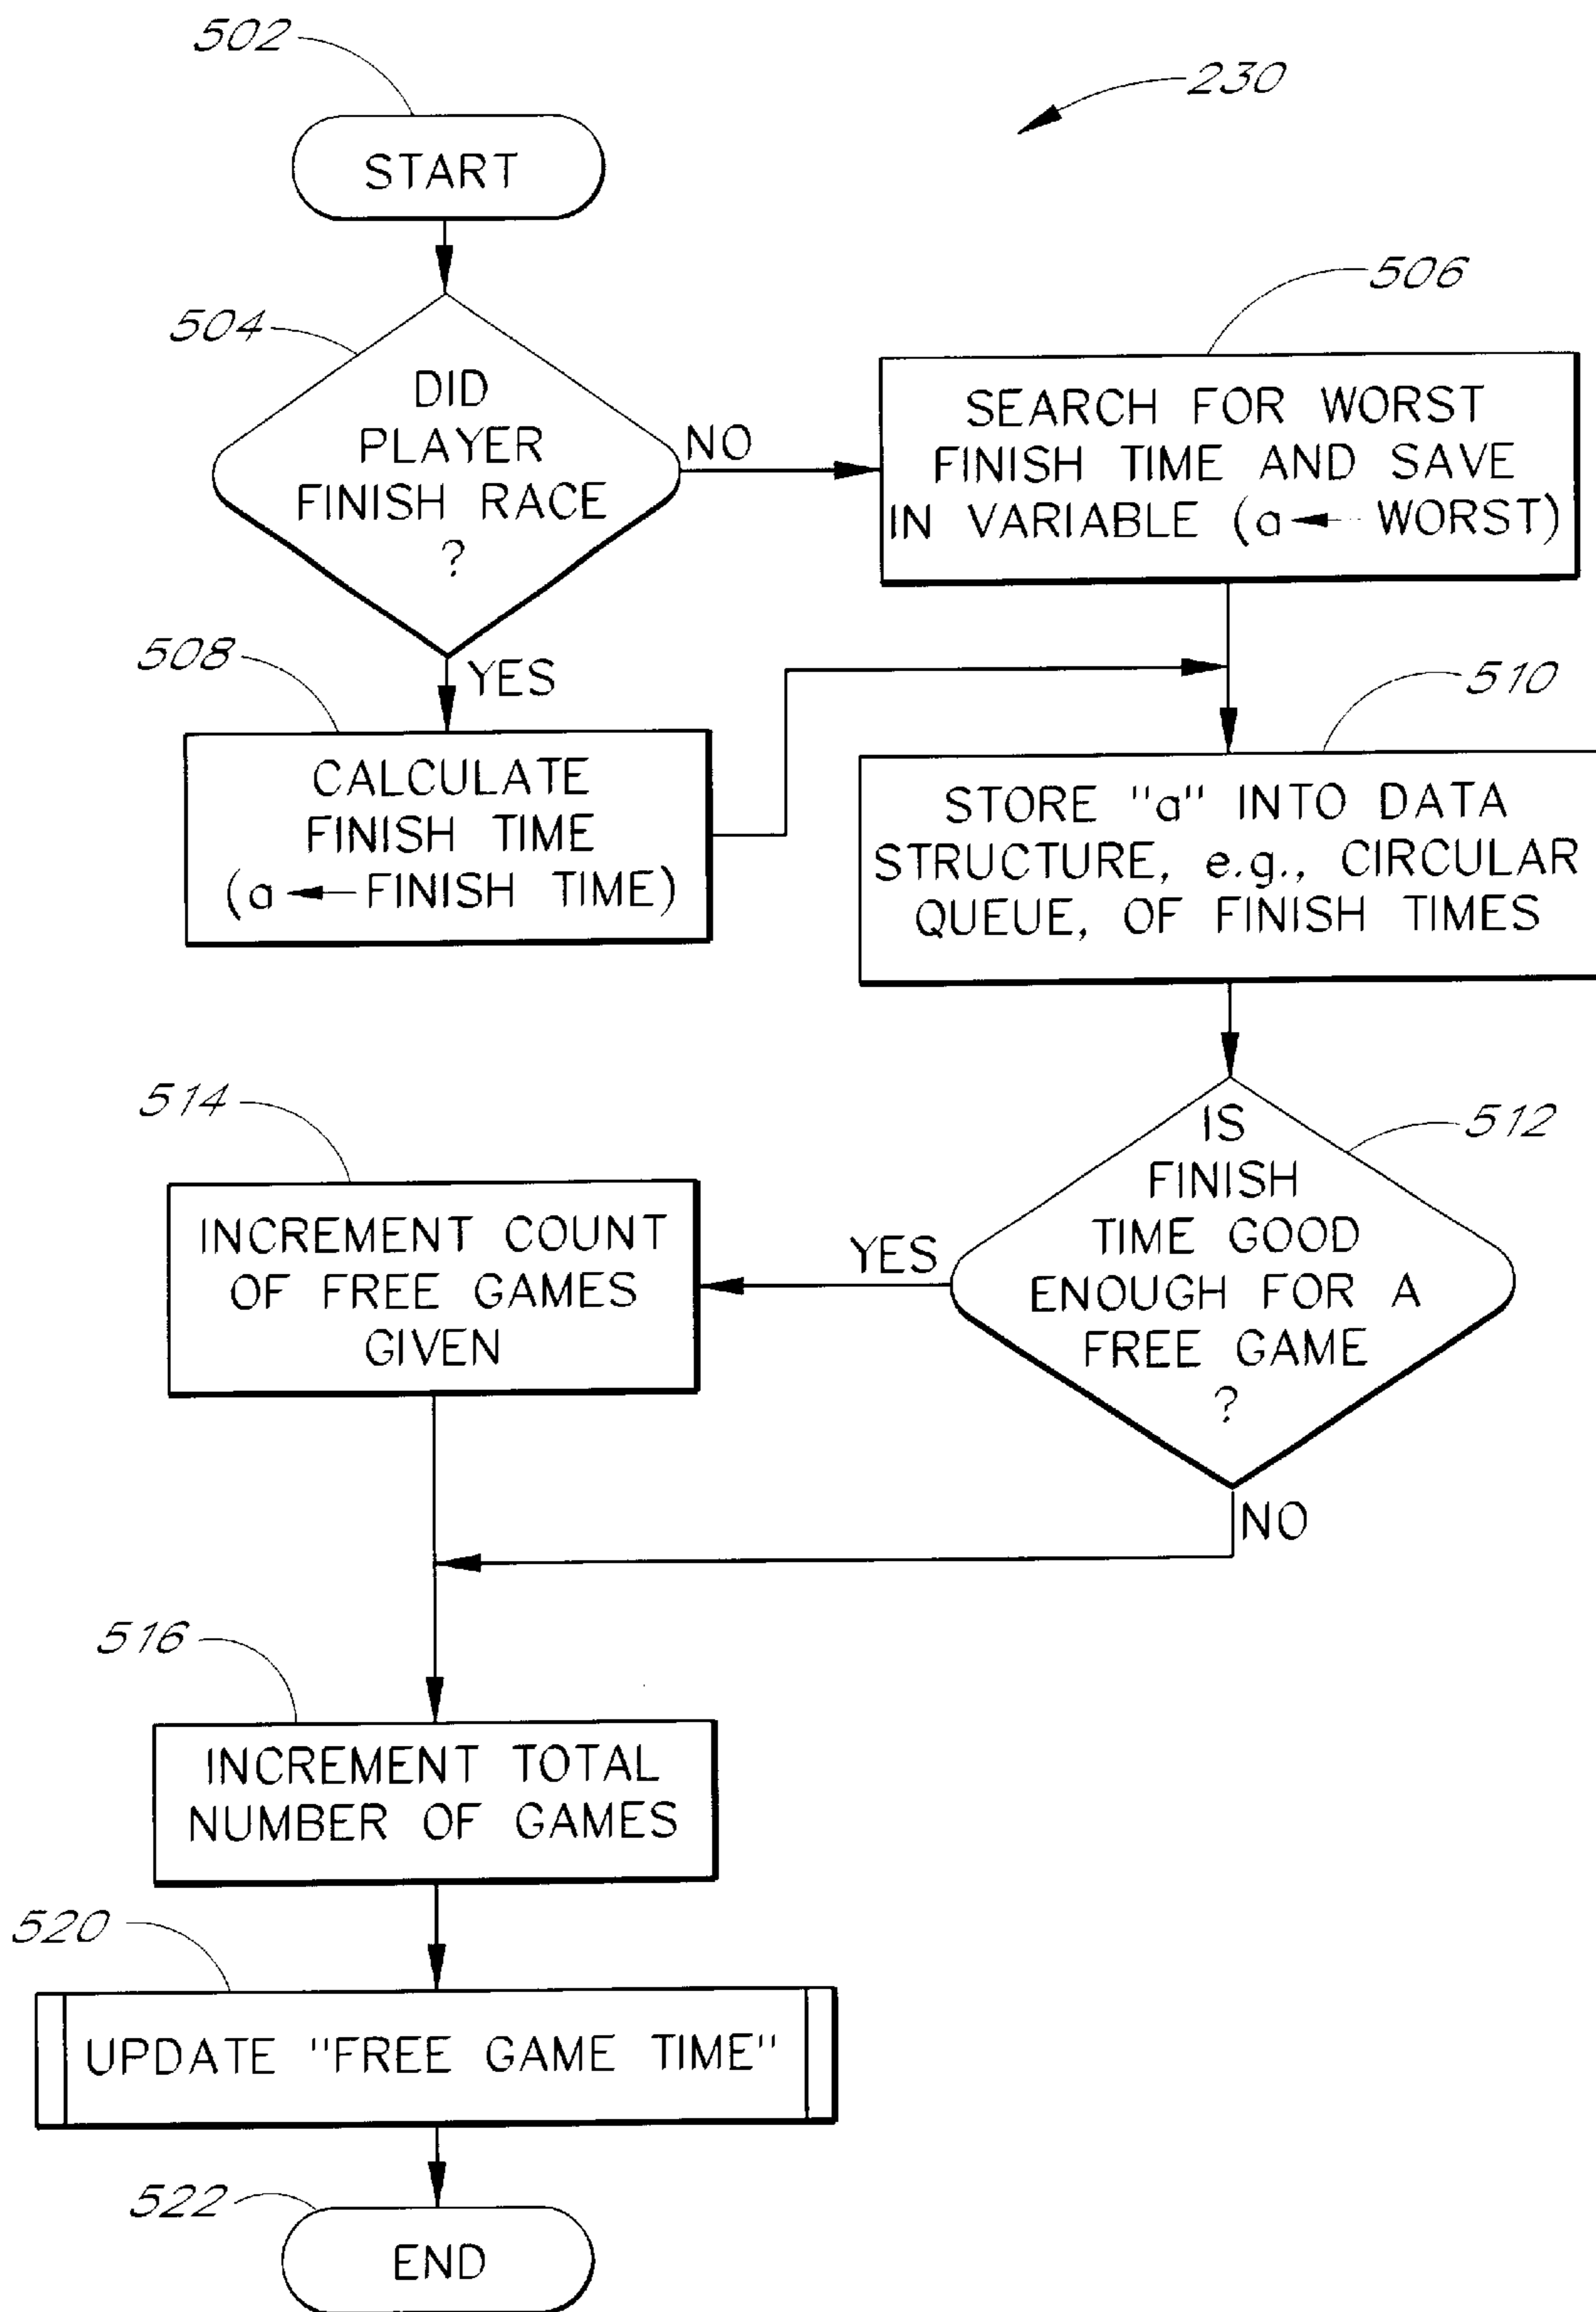 502
230
START
504
DID
PLAYER
FINISH RACE
?
NO
506
SEARCH FOR WORST
FINISH TIME AND SAVE
IN VARIABLE (a ← WORST)
YES
508
CALCULATE
FINISH TIME
(a ← FINISH TIME)
510
STORE "a" INTO DATA
STRUCTURE, e.g., CIRCULAR
QUEUE, OF FINISH TIMES
512
IS
FINISH
TIME GOOD
ENOUGH FOR A
FREE GAME
?
YES
514
INCREMENT COUNT
OF FREE GAMES
GIVEN
NO
516
INCREMENT TOTAL
NUMBER OF GAMES
520
UPDATE "FREE GAME TIME"
522
END